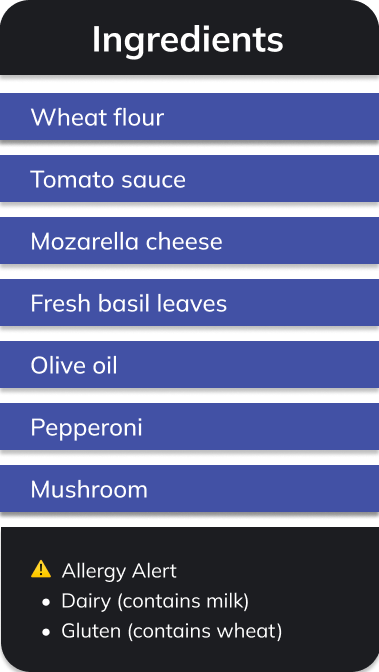 Ingredients
Wheat flour
Tomato sauce
Mozarella cheese
Fresh basil leaves
Olive oil
Pepperoni
Mushroom
Allergy Alert
• Dairy (contains milk)
• Gluten (contains wheat)